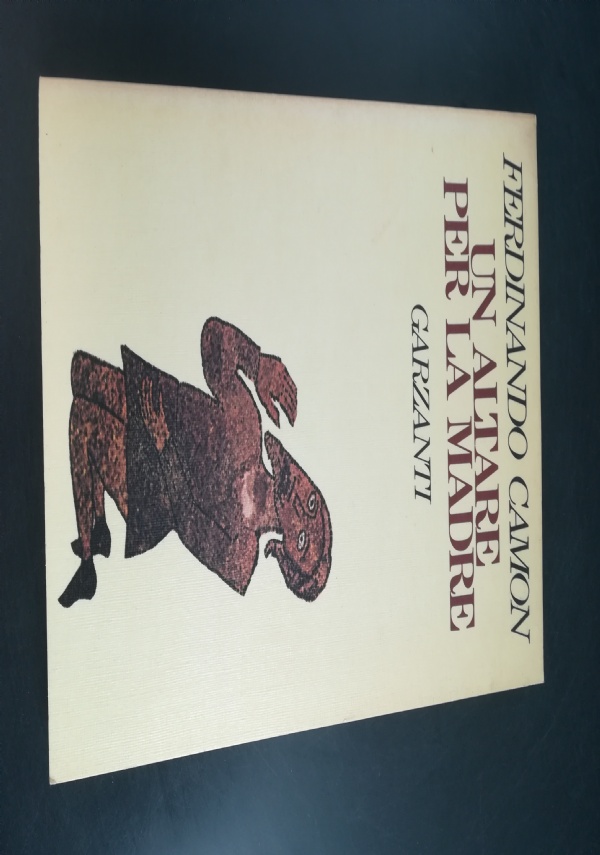 FERDINANDO CAMON
UN ALTARE
PER LA MADRE
GARZANTI